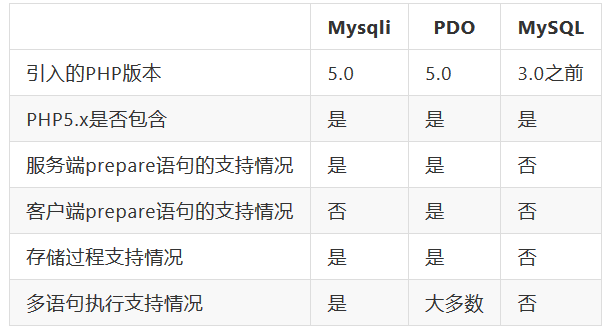 Mysqli PDO MySQL
引入的PHP版本 5.0 5.0 3.0之前
PHP5.x是否包含 是 是 是
服务端prepare语句的支持情况 是 是 否
客户端prepare语句的支持情况 否 是 否
存储过程支持情况 是 是 否
多语句执行支持情况 是 大多数 否